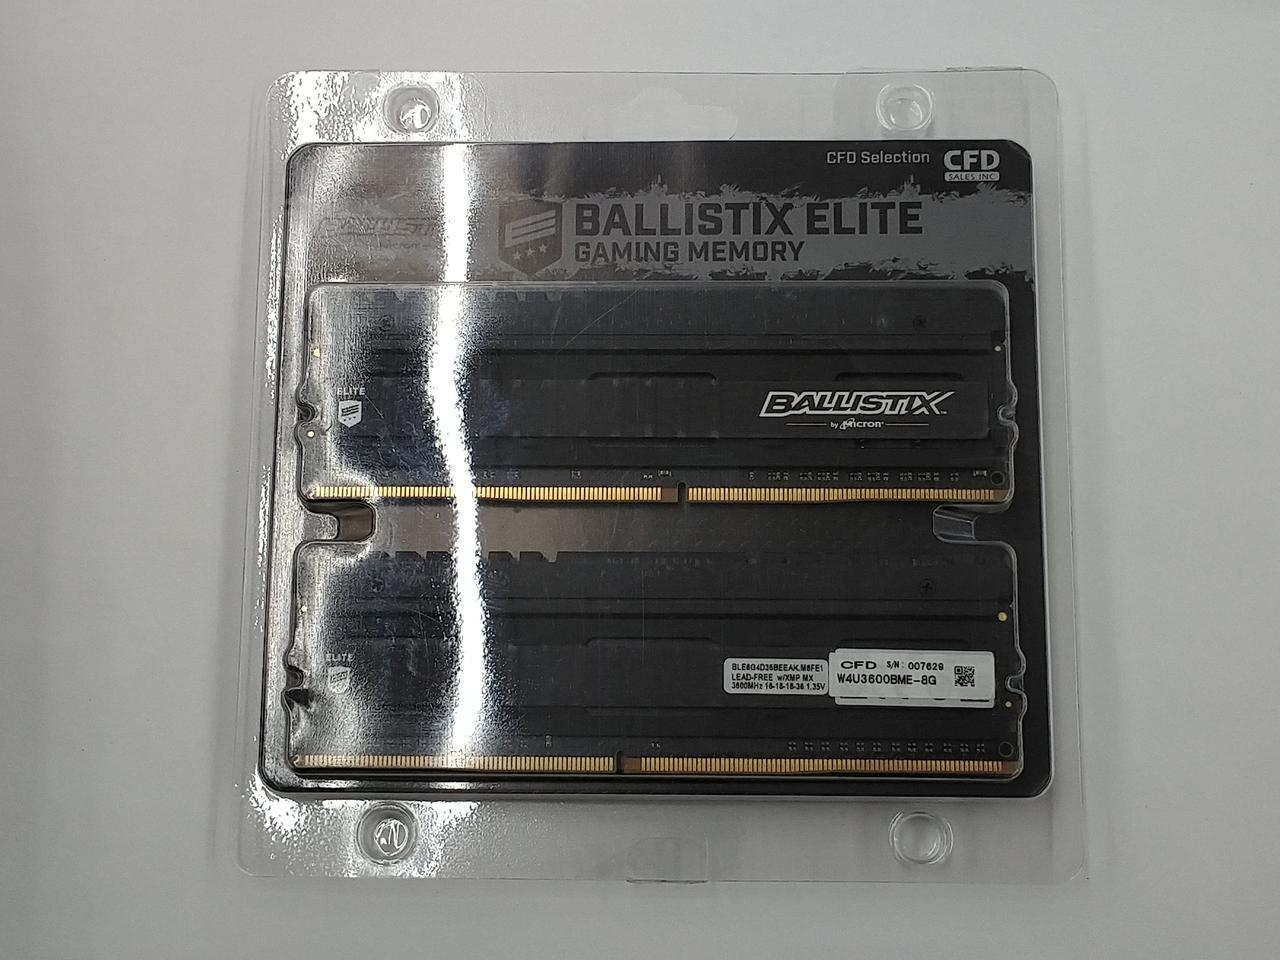 CFD Selection
CFD
SALES INC
BALLISTIX ELITE
GAMING MEMORY
ELITE
BALLISTIX
by Micron
ELITE
BLE8G4D36BEEAK.M8FE1
LEAD-FREE w/XMP MX
3600MHz 16-18-18-38 1.35V
CFD S/N: 007629
W4U3600BME-8G